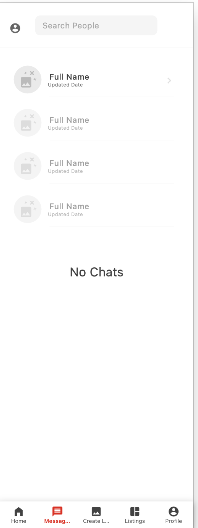 Search People
Full Name
Updated Date
Full Name
Updated Date
Full Name
Updated Date
Full Name
Updated Date
No Chats
Home
Messag...
Create L...
Listings
Profile